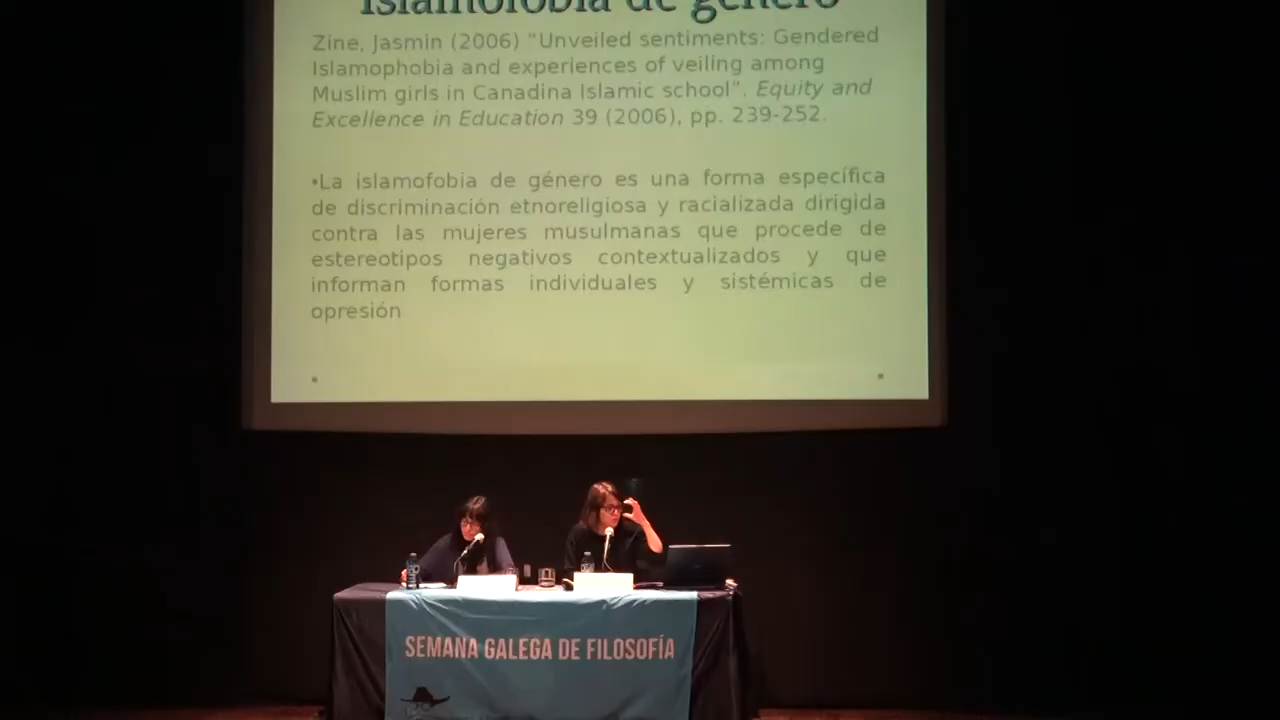 Islamofobia de género
Zine, Jasmin (2006) "Unveiled sentiments: Gendered
Islamophobia and experiences of veiling among
Muslim girls in Canadina Islamic school". Equity and
Excellence in Education 39 (2006), pp. 239-252.
•La islamofobia de género es una forma específica
de discriminación etnoreligiosa y racializada dirigida
contra las mujeres musulmanas que procede de
estereotipos negativos contextualizados y que
informan formas individuales y sistémicas de
opresión
SEMANA GALEGA DE FILOSOFÍA